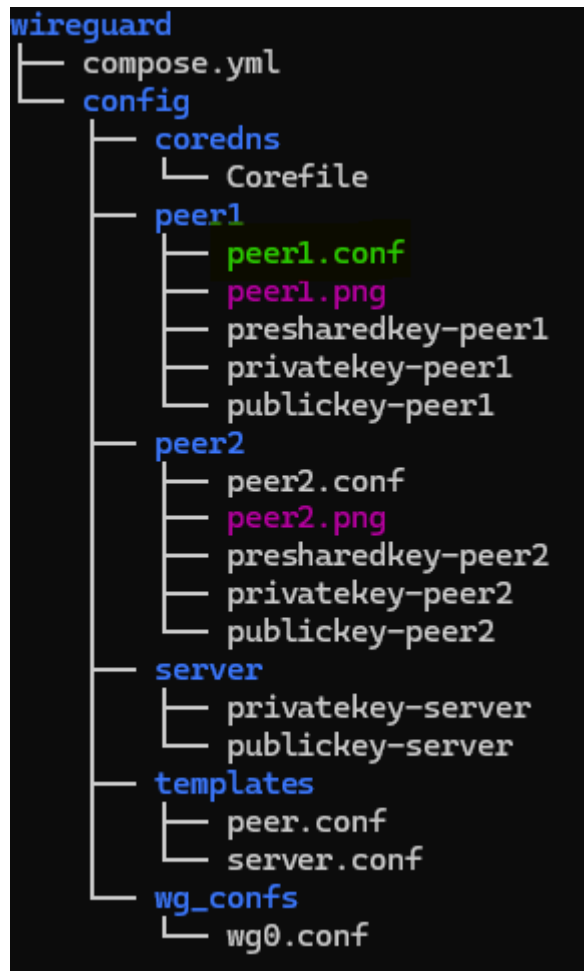 wireguard
├── compose.yml
└── config
    ├── coredns
    │   └── Corefile
    ├── peer1
    │   ├── peer1.conf
    │   ├── peer1.png
    │   ├── presharedkey-peer1
    │   ├── privatekey-peer1
    │   └── publickey-peer1
    ├── peer2
    │   ├── peer2.conf
    │   ├── peer2.png
    │   ├── presharedkey-peer2
    │   ├── privatekey-peer2
    │   └── publickey-peer2
    ├── server
    │   ├── privatekey-server
    │   └── publickey-server
    ├── templates
    │   ├── peer.conf
    │   └── server.conf
    └── wg_confs
        └── wg0.conf